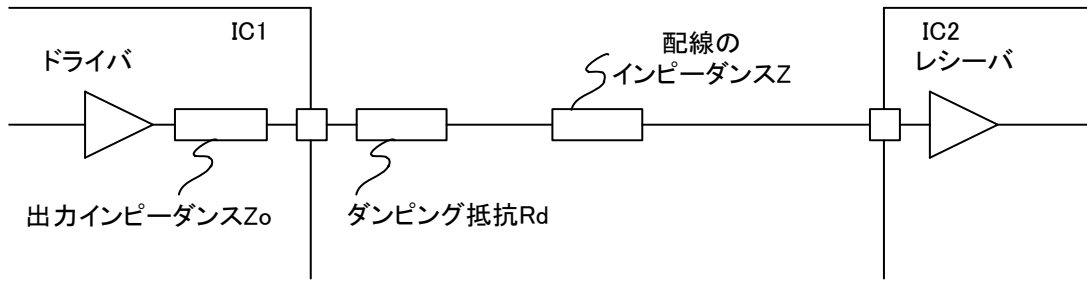 IC1
ドライバ
出力インピーダンスZo
ダンピング抵抗Rd
配線の
インピーダンスZ
IC2
レシーバ